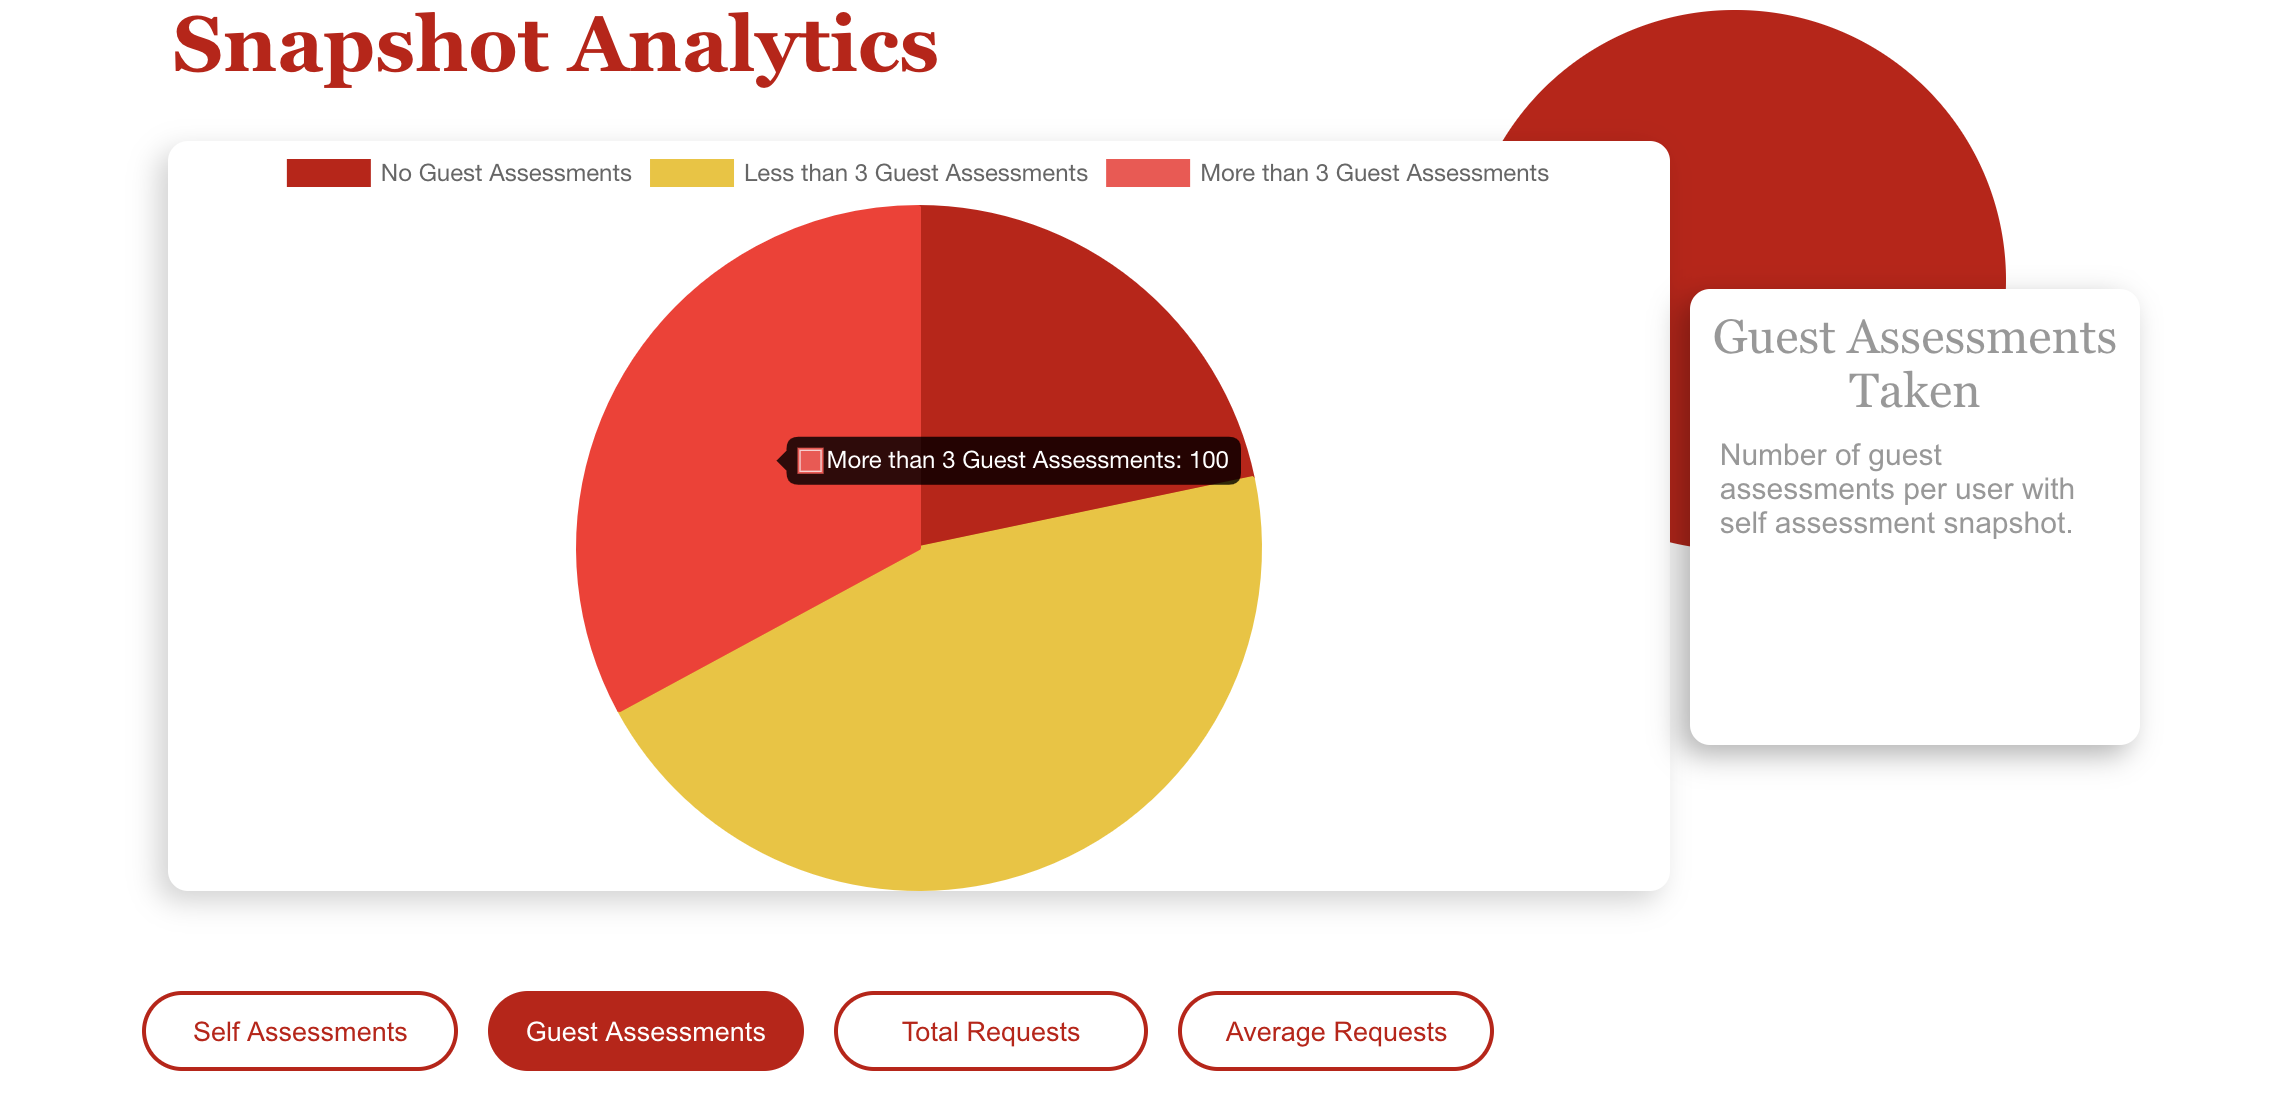 Snapshot Analytics
No Guest Assessments
Less than 3 Guest Assessments
More than 3 Guest Assessments
More than 3 Guest Assessments: 100
Guest Assessments
Taken
Number of guest
assessments per user with
self assessment snapshot.
Self Assessments
Guest Assessments
Total Requests
Average Requests